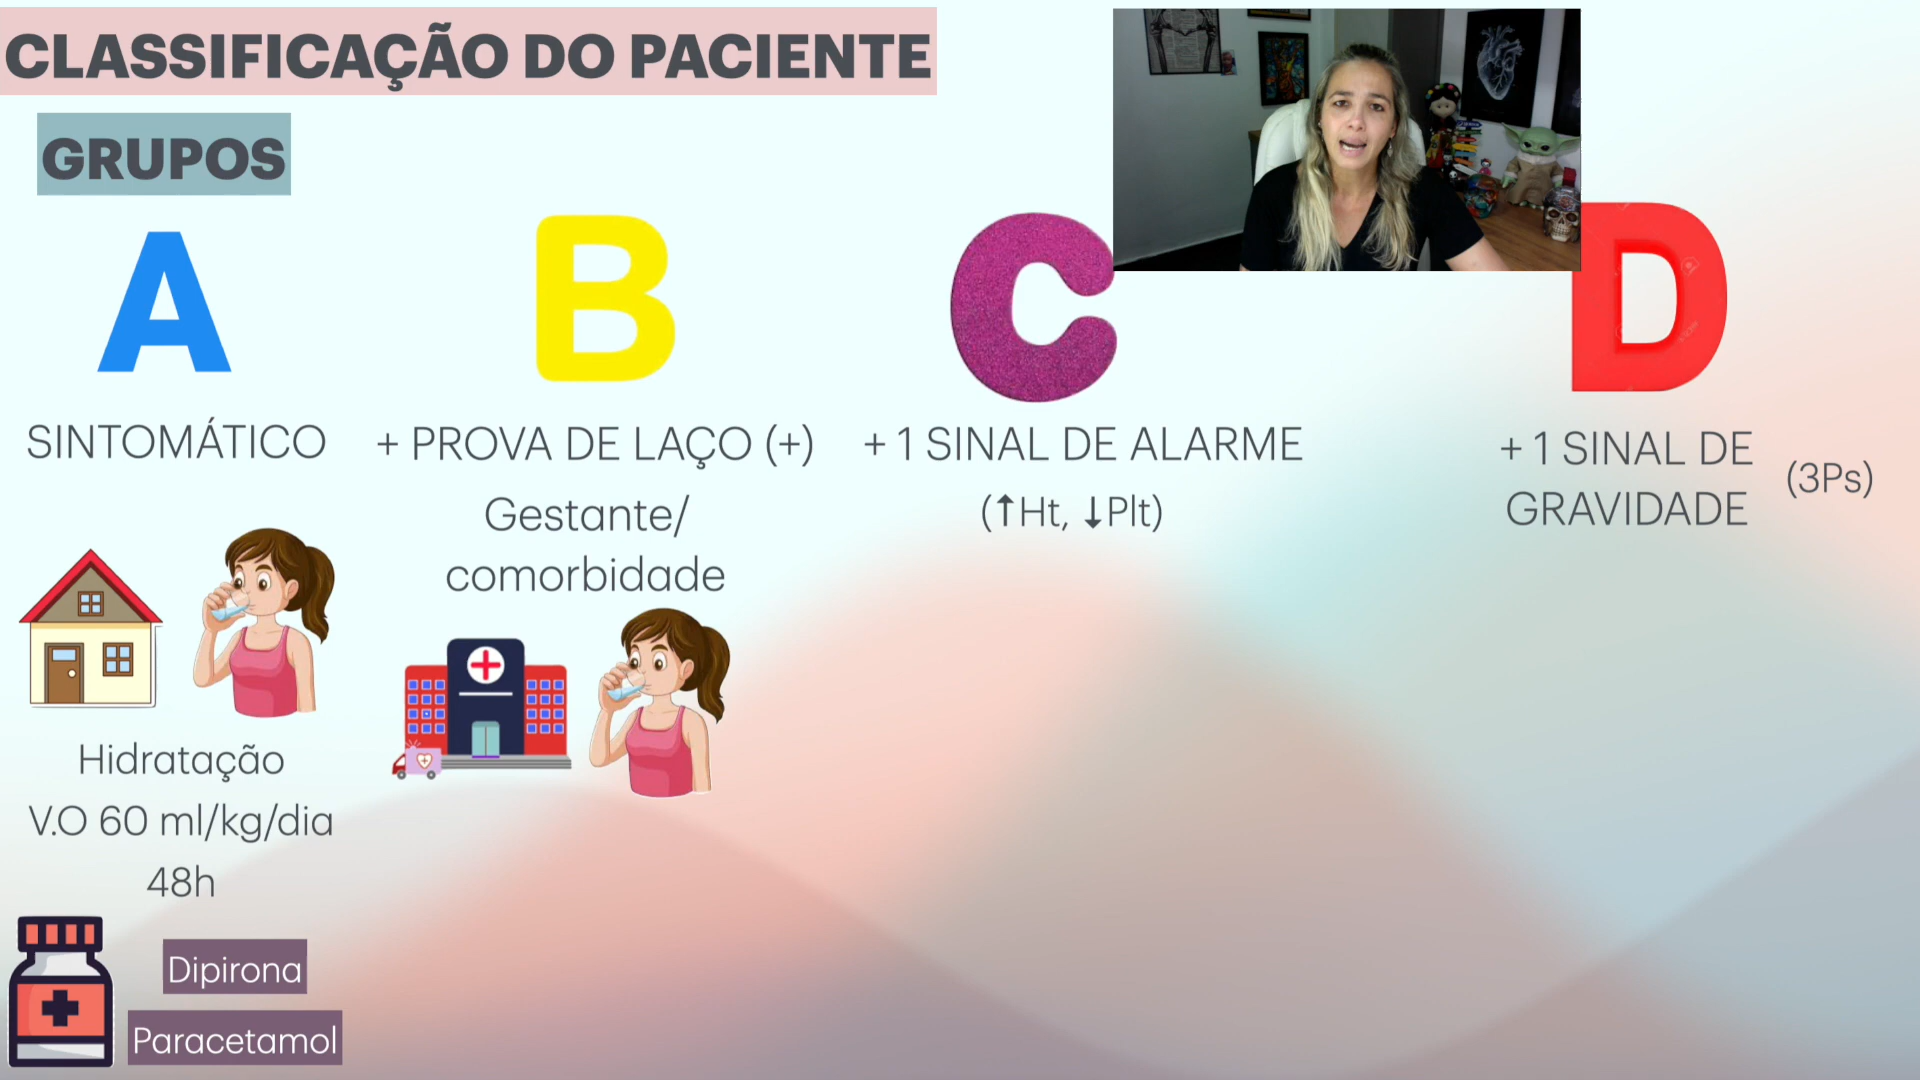 CLASSIFICAÇÃO DO PACIENTE
GRUPOS
A
SINTOMÁTICO
Hidratação
V.O 60 ml/kg/dia
48h
Dipirona
Paracetamol
B
+ PROVA DE LAÇO (+)
Gestante/
comorbidade
C
+ 1 SINAL DE ALARME
(↑Ht, ↓Plt)
D
+ 1 SINAL DE
GRAVIDADE
(3Ps)